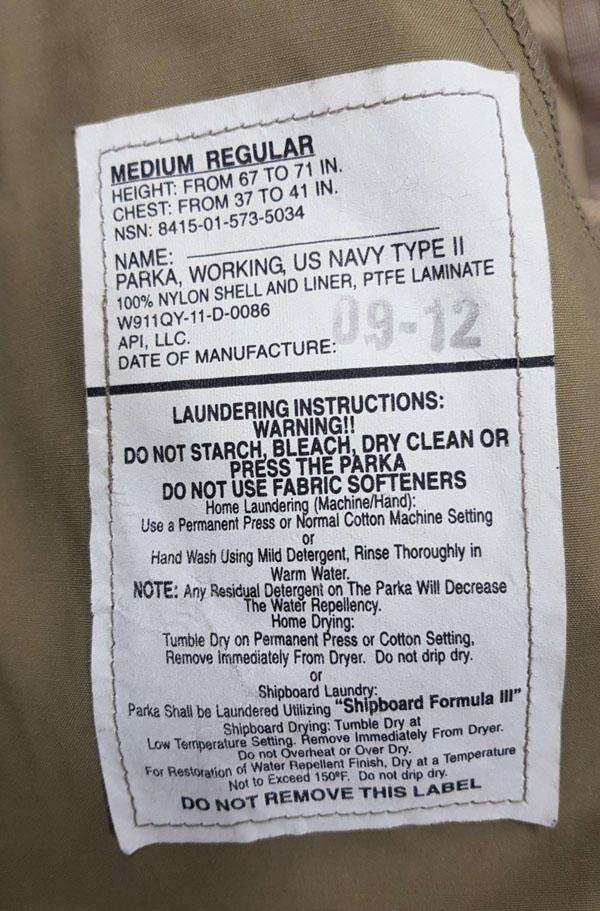 MEDIUM REGULAR
HEIGHT: FROM 67 TO 71 IN.
CHEST: FROM 37 TO 41 IN.
NSN: 8415-01-573-5034
NAME:
PARKA, WORKING, US NAVY TYPE II
100% NYLON SHELL AND LINER, PTFE LAMINATE
W911QY-11-D-0086
API, LLC.
DATE OF MANUFACTURE: 09-12
LAUNDERING INSTRUCTIONS:
WARNING!!
DO NOT STARCH, BLEACH, DRY CLEAN OR
PRESS THE PARKA
DO NOT USE FABRIC SOFTENERS
Home Laundering (Machine/Hand):
Use a Permanent Press or Normal Cotton Machine Setting
or
Hand Wash Using Mild Detergent, Rinse Thoroughly in
Warm Water.
NOTE: Any Residual Detergent on The Parka Will Decrease
The Water Repellency.
Home Drying:
Tumble Dry on Permanent Press or Cotton Setting,
Remove Immediately From Dryer. Do not drip dry.
or
Shipboard Laundry:
Parka Shall be Laundered Utilizing "Shipboard Formula III"
Shipboard Drying: Tumble Dry at
Low Temperature Setting. Remove Immediately From Dryer.
Do not Overheat or Over Dry.
For Restoration of Water Repellent Finish, Dry at a Temperature
Not to Exceed 150°F. Do not drip dry.
DO NOT REMOVE THIS LABEL